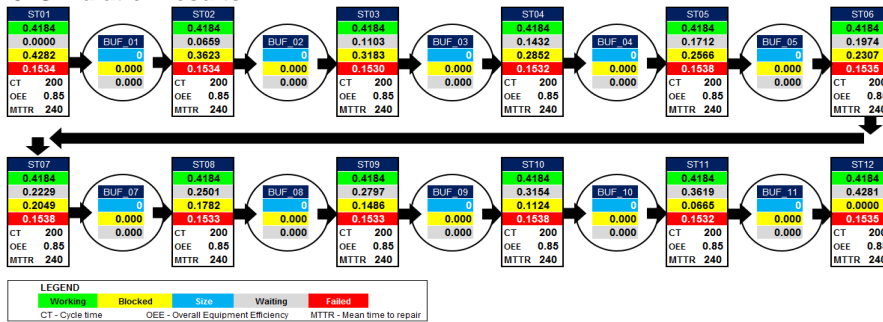 ST01 ST02 ST03 ST04 ST05 ST06
0.4184 0.4184 0.4184 0.4184 0.4184 0.4184
0.0000 BUF_01 0.0659 BUF_02 0.1103 BUF_03 0.1432 BUF_04 0.1712 BUF_05 0.1974
0.4282 0 0.3623 0 0.3183 0 0.2852 0 0.2566 0 0.2307
0.1534 0.000 0.1534 0.000 0.1530 0.000 0.1532 0.000 0.1538 0.000 0.1535
CT 200 0.000 CT 200 0.000 CT 200 0.000 CT 200 0.000 CT 200 0.000 CT 200
OEE 0.85 OEE 0.85 OEE 0.85 OEE 0.85 OEE 0.85 OEE 0.85
MTTR 240 MTTR 240 MTTR 240 MTTR 240 MTTR 240 MTTR 240
ST07 ST08 ST09 ST10 ST11 ST12
0.4184 0.4184 0.4184 0.4184 0.4184 0.4184
0.2229 BUF_07 0.2501 BUF_08 0.2797 BUF_09 0.3154 BUF_10 0.3619 BUF_11 0.4281
0.2049 0 0.1782 0 0.1486 0 0.1124 0 0.0665 0 0.0000
0.1538 0.000 0.1533 0.000 0.1533 0.000 0.1538 0.000 0.1532 0.000 0.1535
CT 200 0.000 CT 200 0.000 CT 200 0.000 CT 200 0.000 CT 200 0.000 CT 200
OEE 0.85 OEE 0.85 OEE 0.85 OEE 0.85 OEE 0.85 OEE 0.85
MTTR 240 MTTR 240 MTTR 240 MTTR 240 MTTR 240 MTTR 240
LEGEND
Working Blocked Size Waiting Failed
CT - Cycle time OEE - Overall Equipment Efficiency MTTR - Mean time to repair